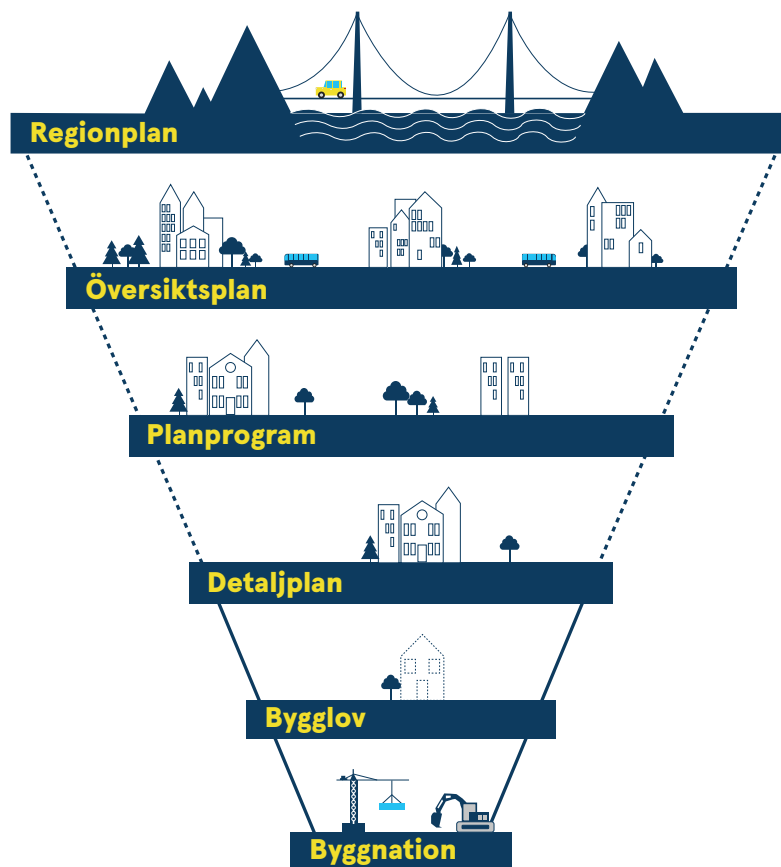 Regionplan
Översiktsplan
Planprogram
Detaljplan
Bygglov
Byggnation